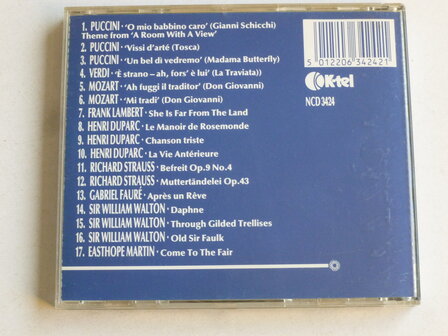 1. PUCCINI · 'O mio babbino caro' (Gianni Schicchi)
Theme from 'A Room With A View'
2. PUCCINI · 'Vissi d'arté' (Tosca)
3. PUCCINI · 'Un bel di vedremo' (Madama Butterfly)
4. VERDI · 'È strano – ah, fors' è lui' (La Traviata))
5. MOZART · 'Ah fuggi il traditor' (Don Giovanni)
6. MOZART · 'Mi tradi' (Don Giovanni)
7. FRANK LAMBERT · She Is Far From The Land
8. HENRI DUPARC · Le Manoir de Rosemonde
9. HENRI DUPARC · Chanson triste
10. HENRI DUPARC · La Vie Antérieure
11. RICHARD STRAUSS · Befreit Op.9 No.4
12. RICHARD STRAUSS · Muttertändelei Op.43
13. GABRIEL FAURÉ · Après un Rêve
14. SIR WILLIAM WALTON · Daphne
15. SIR WILLIAM WALTON · Through Gilded Trellises
16. SIR WILLIAM WALTON · Old Sir Faulk
17. EASTHOPE MARTIN · Come To The Fair
5 012206 342421
K-tel
NCD 3424